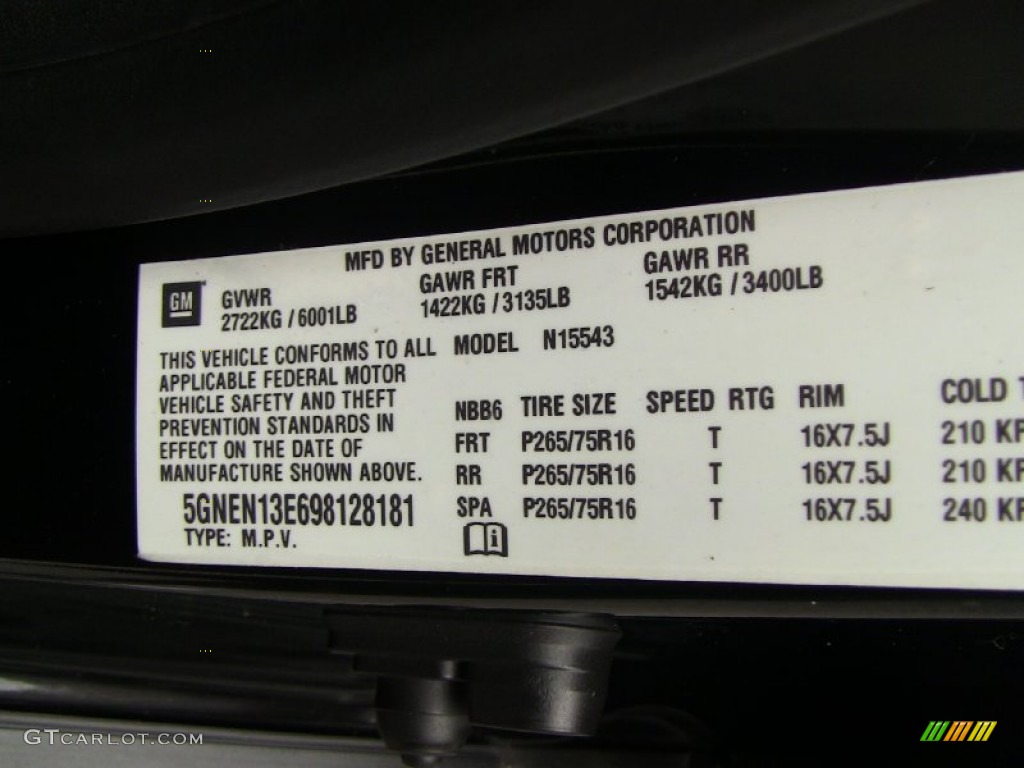 MFD BY GENERAL MOTORS CORPORATION
GM
GVWR GAWR FRT GAWR RR
2722KG / 6001LB 1422KG / 3135LB 1542KG / 3400LB
THIS VEHICLE CONFORMS TO ALL
APPLICABLE FEDERAL MOTOR
VEHICLE SAFETY AND THEFT
PREVENTION STANDARDS IN
EFFECT ON THE DATE OF
MANUFACTURE SHOWN ABOVE.
5GNEN13E698128181
TYPE: M.P.V.
MODEL N15543
NBB6 TIRE SIZE SPEED RTG RIM COLD
FRT P265/75R16 T 16X7.5J 210
RR P265/75R16 T 16X7.5J 210
SPA P265/75R16 T 16X7.5J 240
i
GTCARLOT.COM